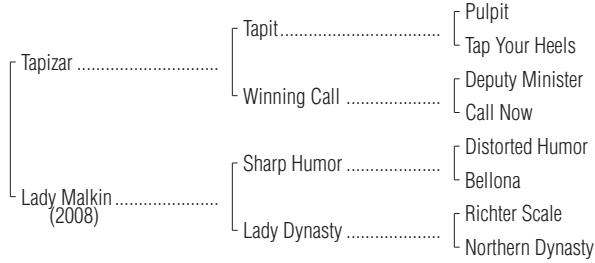 Pulpit
Tapit
Tap Your Heels
Tapizar
Deputy Minister
Winning Call
Call Now
Distorted Humor
Sharp Humor
Bellona
Lady Malkin
(2008)
Richter Scale
Lady Dynasty
Northern Dynasty